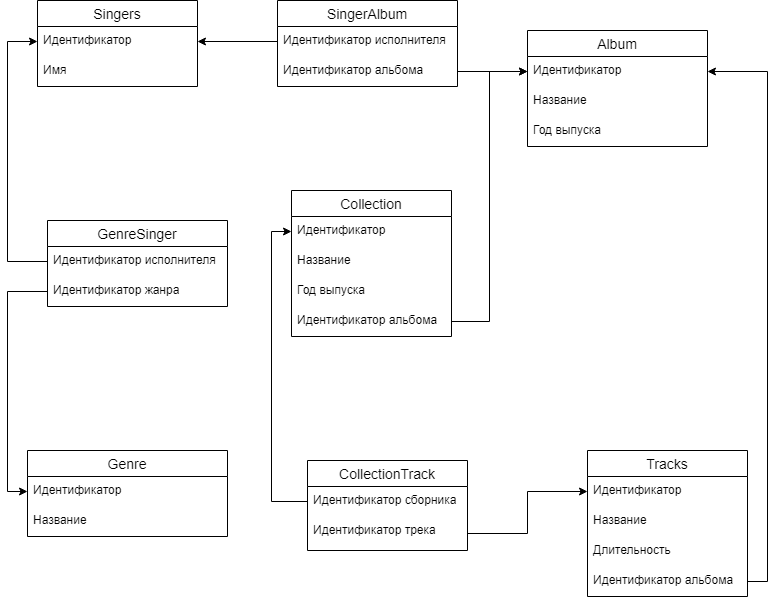 Singers
Идентификатор
Имя
SingerAlbum
Идентификатор исполнителя
Идентификатор альбома
Album
Идентификатор
Название
Год выпуска
GenreSinger
Идентификатор исполнителя
Идентификатор жанра
Collection
Идентификатор
Название
Год выпуска
Идентификатор альбома
Genre
Идентификатор
Название
CollectionTrack
Идентификатор сборника
Идентификатор трека
Tracks
Идентификатор
Название
Длительность
Идентификатор альбома